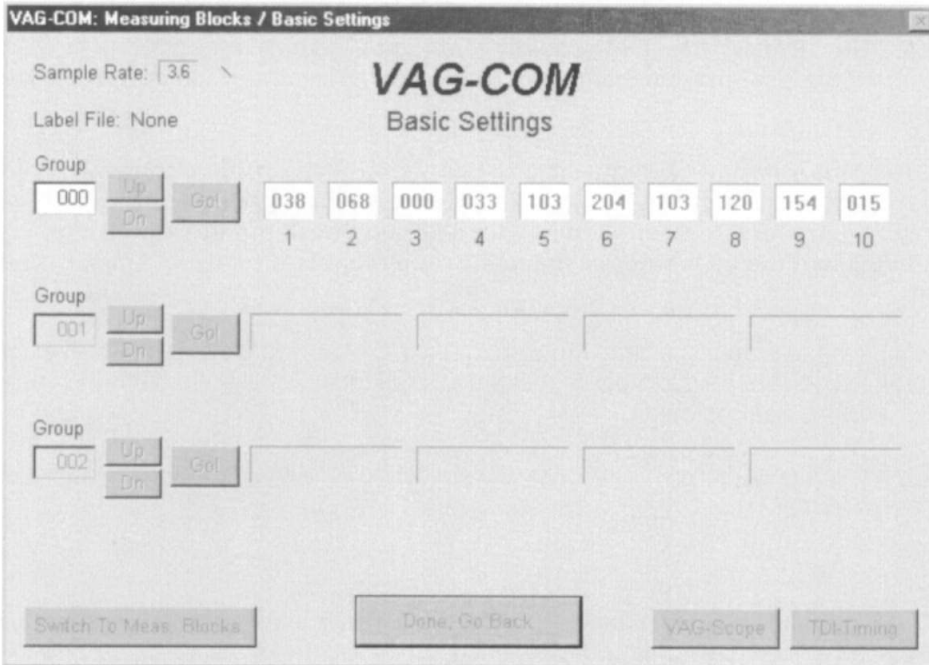 VAG-COM: Measuring Blocks / Basic Settings
Sample Rate: 3.6
VAG-COM
Label File: None
Basic Settings
Group
000 Up Dn Go! 038 068 000 033 103 204 103 120 154 015
1 2 3 4 5 6 7 8 9 10
Group
001 Up Dn Go!
Group
002 Up Dn Go!
Switch To Meas. Blocks Done, Go Back VAG-Scope TDI-Timing